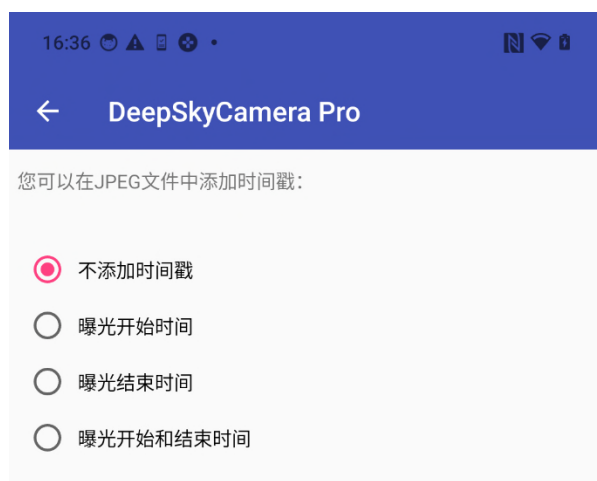 16:36
DeepSkyCamera Pro
您可以在JPEG文件中添加时间戳：
不添加时间戳
曝光开始时间
曝光结束时间
曝光开始和结束时间